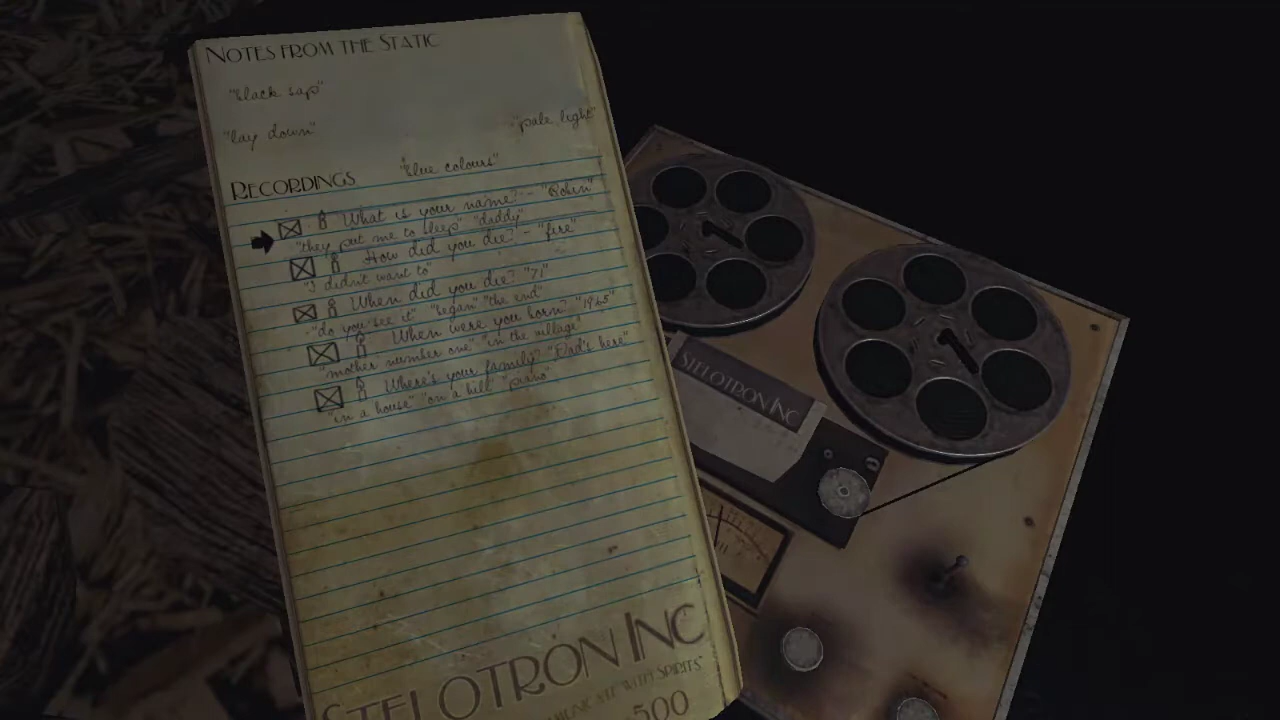 NOTES FROM THE STATIC
"black sap"
"lay down"
"pale light"
"blue colours"
RECORDINGS
What is your name? - "Robin"
"they put me to sleep" "daddy"
How did you die? - "fire"
"I didn't want to"
When did you die? "71"
"do you see it" "began" "the end"
When were you born? "1965"
"mother number one" "in the village"
Where's your family? "Dad's here"
"in a house" "on a hill" "piano"
STELOTRON INC
WITH SPIRITS
500
STELOTRON INC